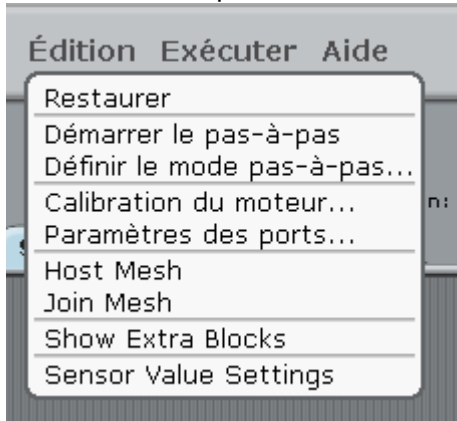 Édition Exécuter Aide
Restaurer
Démarrer le pas-à-pas
Définir le mode pas-à-pas...
Calibration du moteur...
n:
Paramètres des ports...
Host Mesh
Join Mesh
Show Extra Blocks
Sensor Value Settings